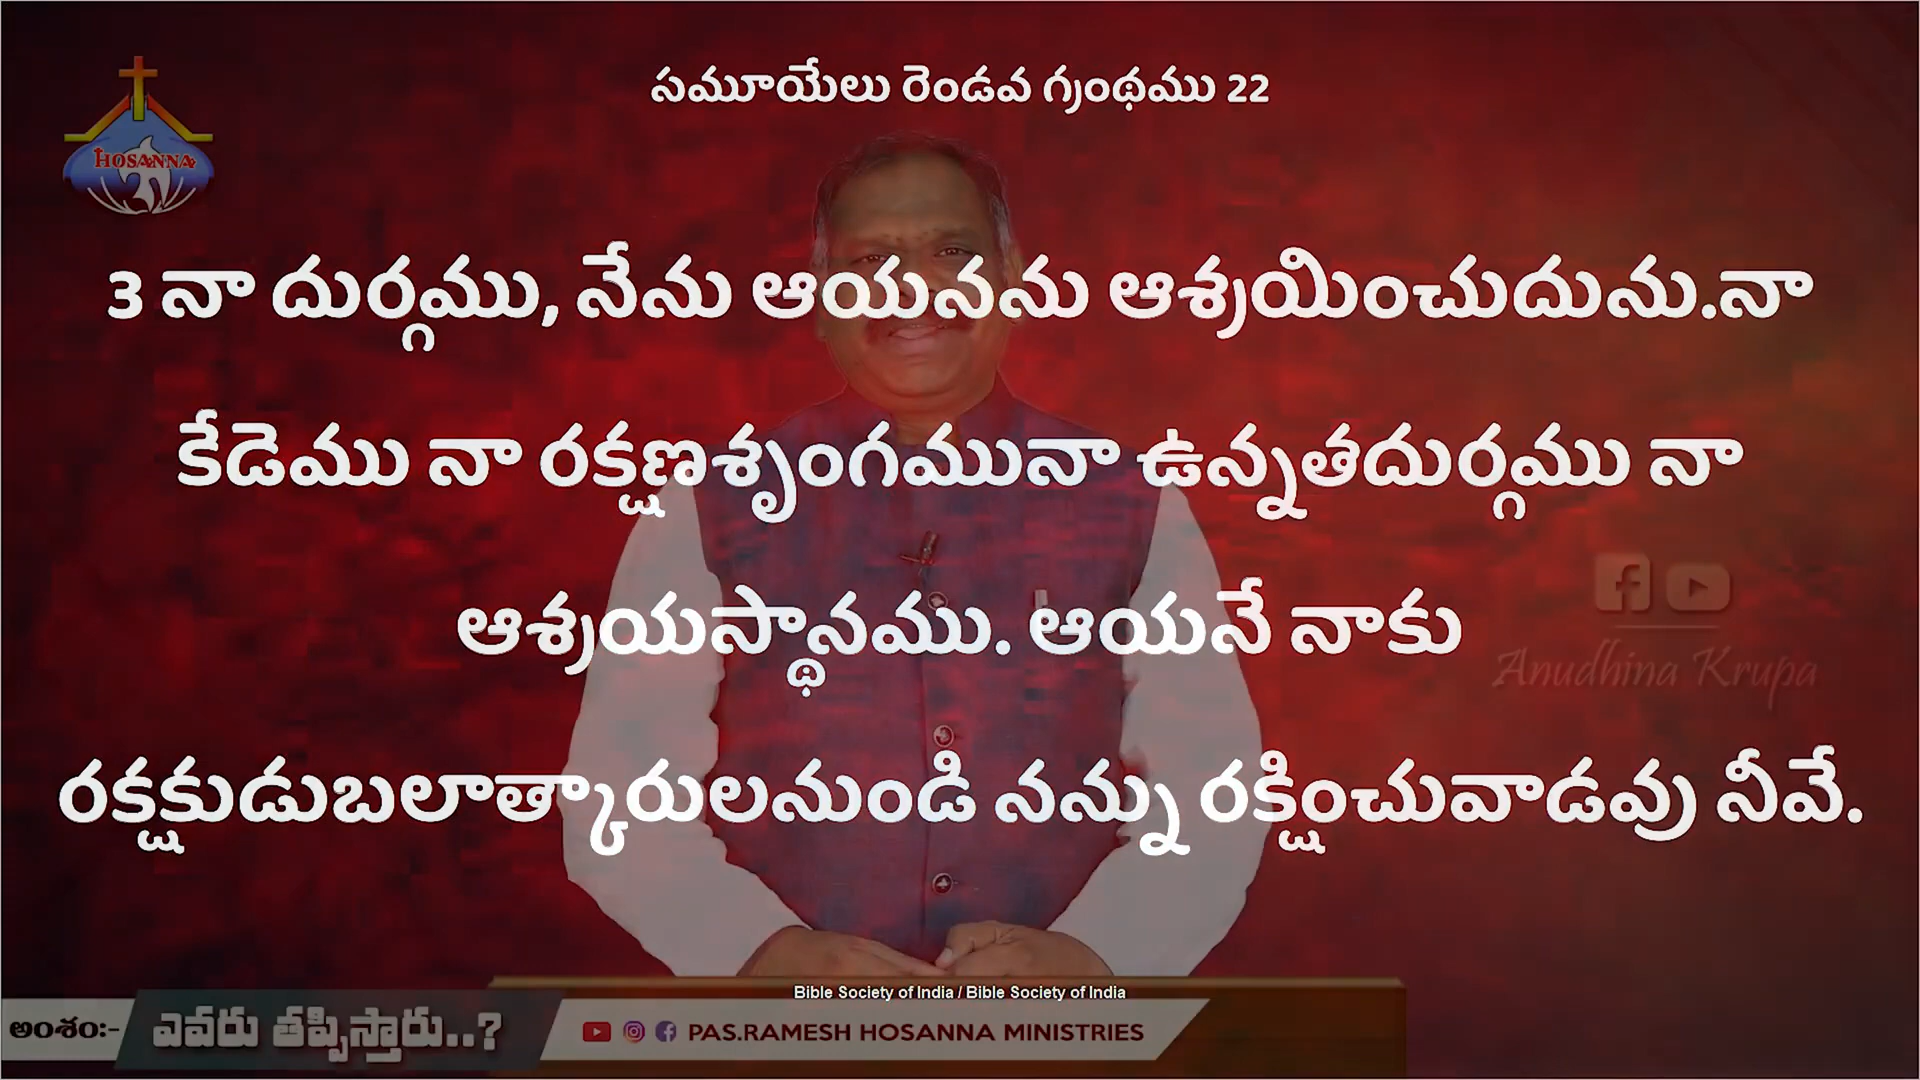 సమూయేలు రెండవ గ్రంథము 22
HOSANNA
3 నా దుర్గము, నేను ఆయనను ఆశ్రయించుదును.నా
కేడెము నా రక్షణశృంగమునా ఉన్నతదుర్గము నా
ఆశ్రయస్థానము. ఆయనే నాకు
రక్షకుడుబలాత్కారులనుండి నన్ను రక్షించువాడవు నీవే.
Anudhina Krupa
Bible Society of India / Bible Society of India
అంశం:- ఎవరు తప్పిస్తారు..?
PAS.RAMESH HOSANNA MINISTRIES